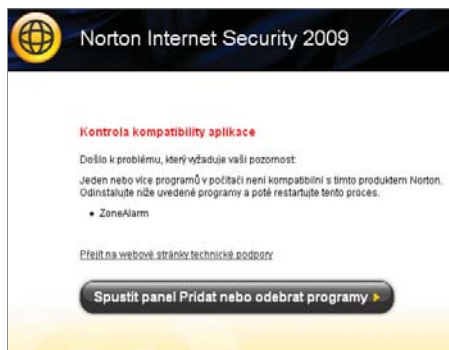 Norton Internet Security 2009
Kontrola kompatibility aplikace
Došlo k problému, který vyžaduje vaši pozornost:
Jeden nebo více programů v počítači není kompatibilní s tímto produktem Norton.
Odinstalujte níže uvedené programy a poté restartujte tento proces.
• ZoneAlarm
Přejít na webové stránky technické podpory
Spustit panel Pridat nebo odebrat programy